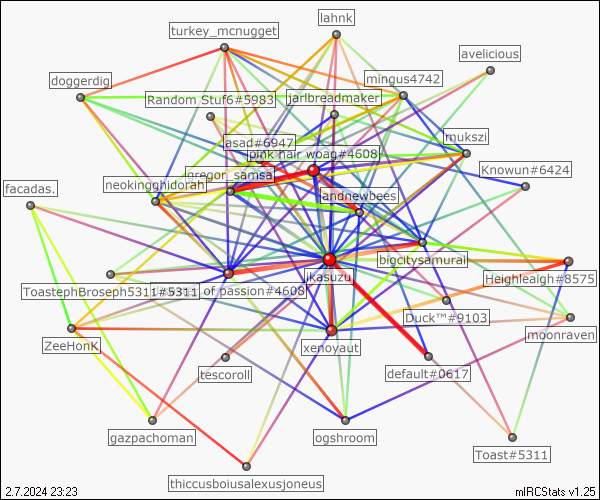 lahnk
turkey_mcnugget
avelicious
mingus4742
doggerdig
Random Stuf6#5983
jarlbreadmaker
asad#6947
mukszi
pink hair woag#4608
Knowun#6424
gregor_samsa
neokingghidorah
facadas.
landnewbees
bigcitysamurai
jkasuzu
Heighleaigh#8575
ToastephBroseph5311#5311
of passion#4608
Duck™#9103
moonraven
ZeeHonk
xenoyaut
tescoroll
default#0617
gazpachoman
ogshroom
Toast#5311
thiccusboiusalexusjoneus
2.7.2024 23:23
mIRCStats v1.25